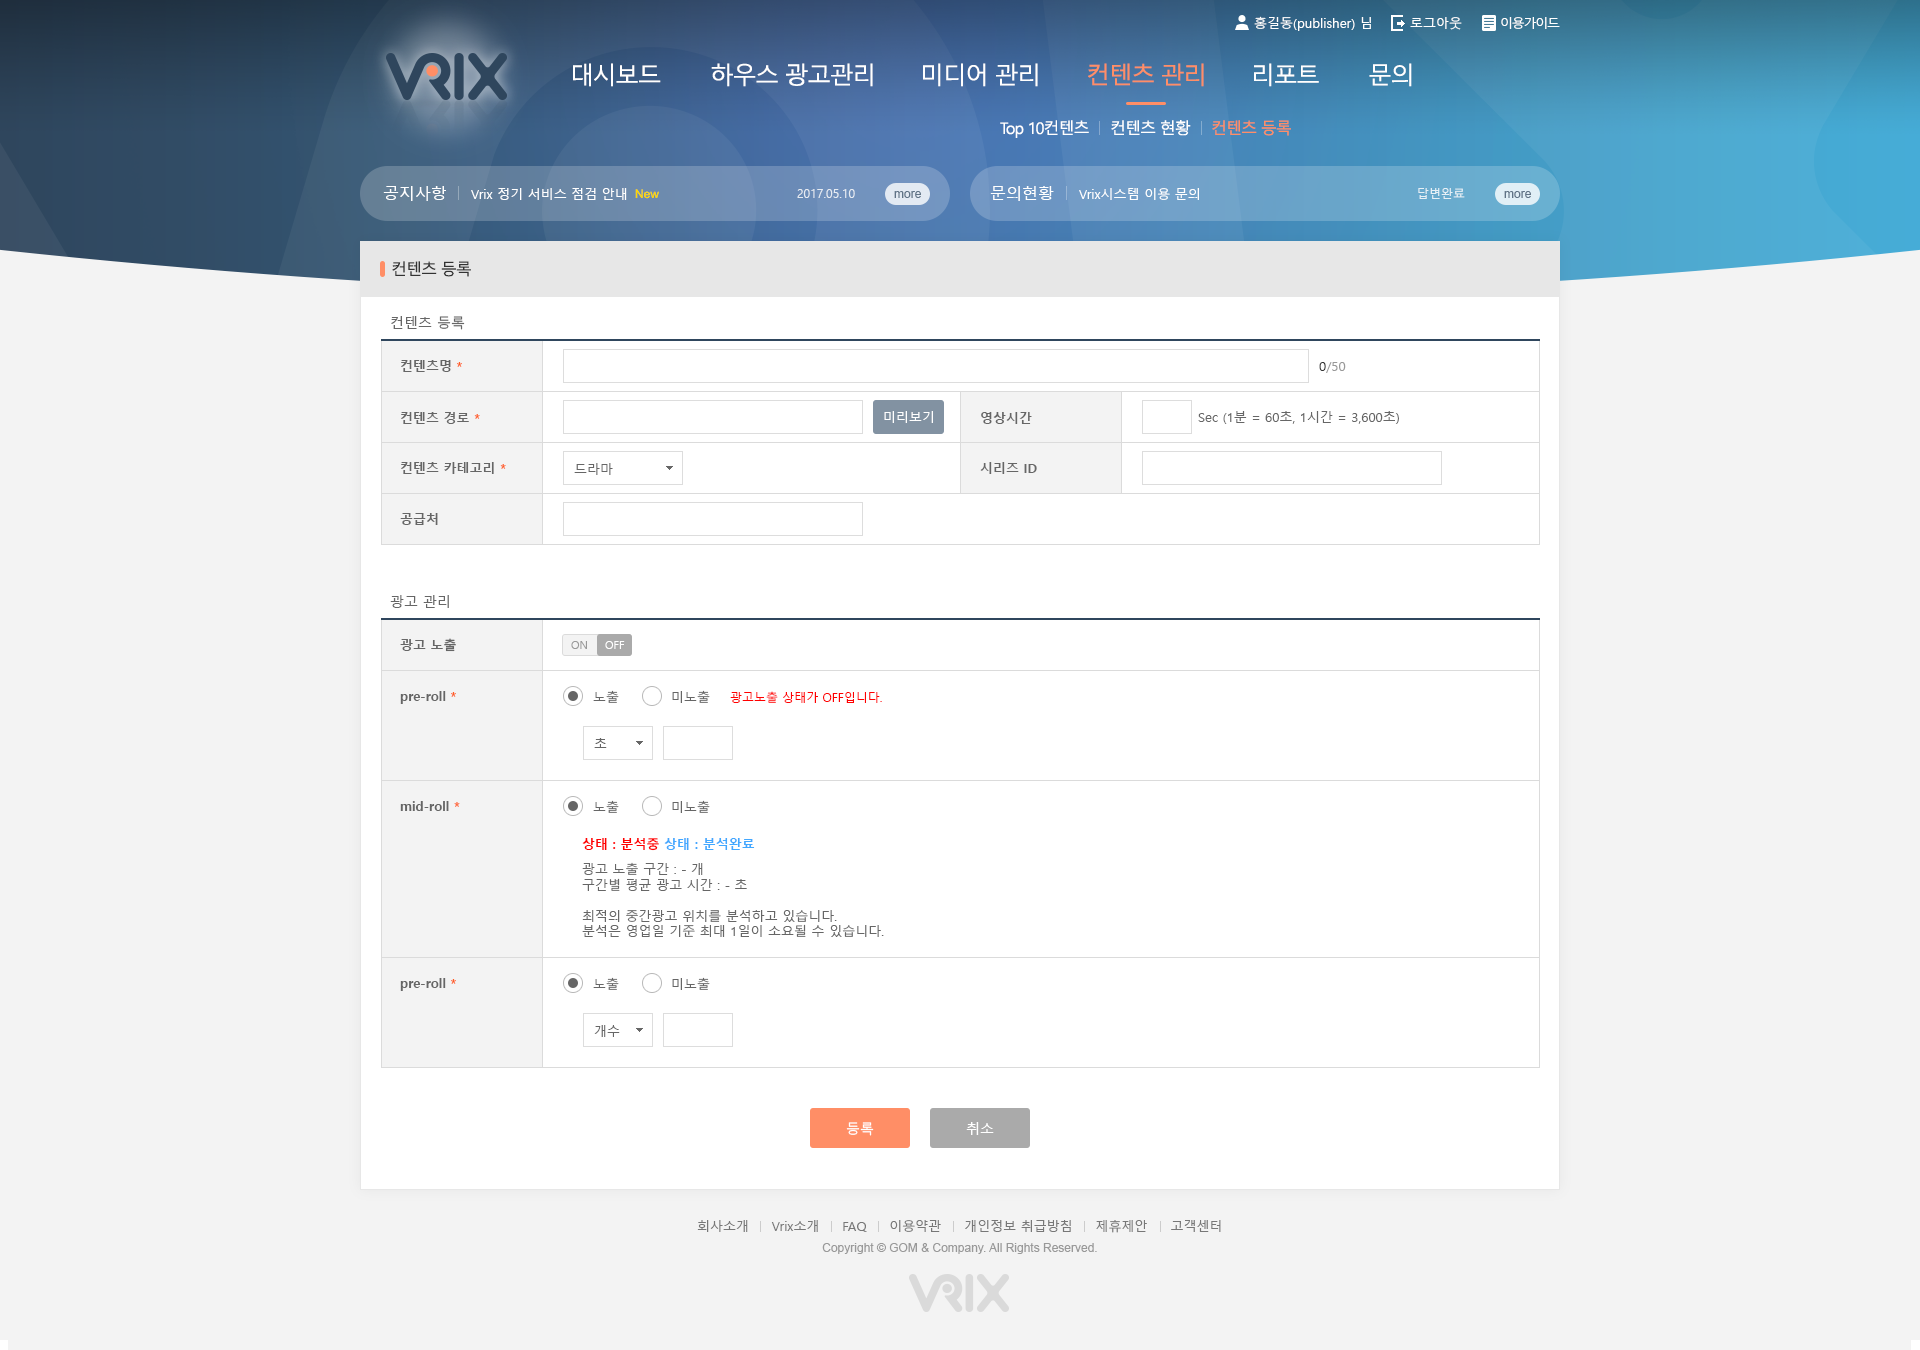 홍길동(publisher) 님 로그아웃 이용가이드
VRIX 대시보드 하우스 광고관리 미디어 관리 컨텐츠 관리 리포트 문의
Top 10컨텐츠 컨텐츠 현황 컨텐츠 등록
공지사항 Vrix 정기 서비스 점검 안내 New 2017.05.10 more
문의현황 Vrix시스템 이용 문의 답변완료 more
컨텐츠 등록
컨텐츠 등록
컨텐츠명 * 0/50
컨텐츠 경로 * 미리보기 영상시간 Sec (1분 = 60초, 1시간 = 3,600초)
컨텐츠 카테고리 * 드라마 시리즈 ID
공급처
광고 관리
광고 노출 ON OFF
pre-roll * 노출 미노출 광고노출 상태가 OFF입니다.
초
mid-roll * 노출 미노출
상태 : 분석중 상태 : 분석완료
광고 노출 구간 : - 개
구간별 평균 광고 시간 : - 초
최적의 중간광고 위치를 분석하고 있습니다.
분석은 영업일 기준 최대 1일이 소요될 수 있습니다.
pre-roll * 노출 미노출
개수
등록 취소
회사소개 Vrix소개 FAQ 이용약관 개인정보 취급방침 제휴제안 고객센터
Copyright © GOM & Company. All Rights Reserved.
VRIX